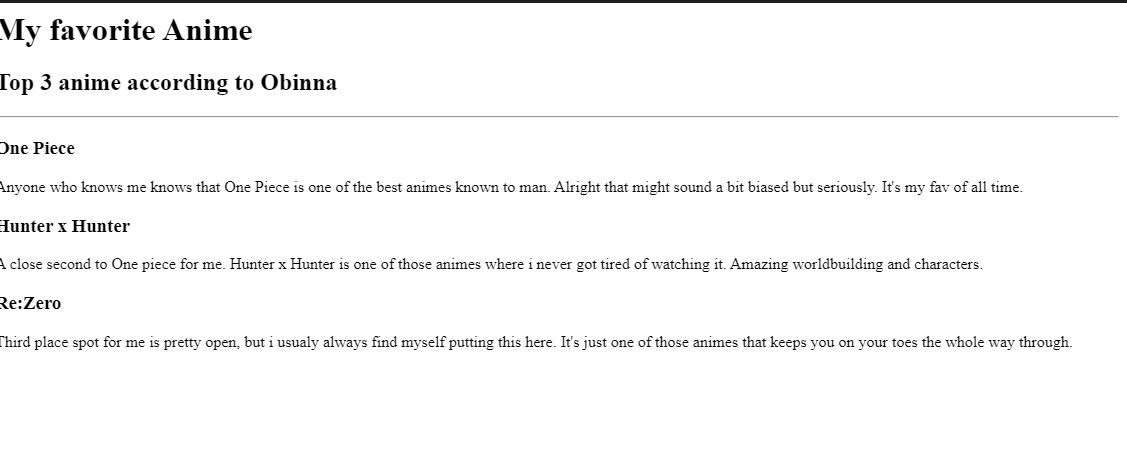 My favorite Anime
Top 3 anime according to Obinna
One Piece
Anyone who knows me knows that One Piece is one of the best animes known to man. Alright that might sound a bit biased but seriously. It's my fav of all time.
Hunter x Hunter
A close second to One piece for me. Hunter x Hunter is one of those animes where i never got tired of watching it. Amazing worldbuilding and characters.
Re:Zero
Third place spot for me is pretty open, but i usualy always find myself putting this here. It's just one of those animes that keeps you on your toes the whole way through.